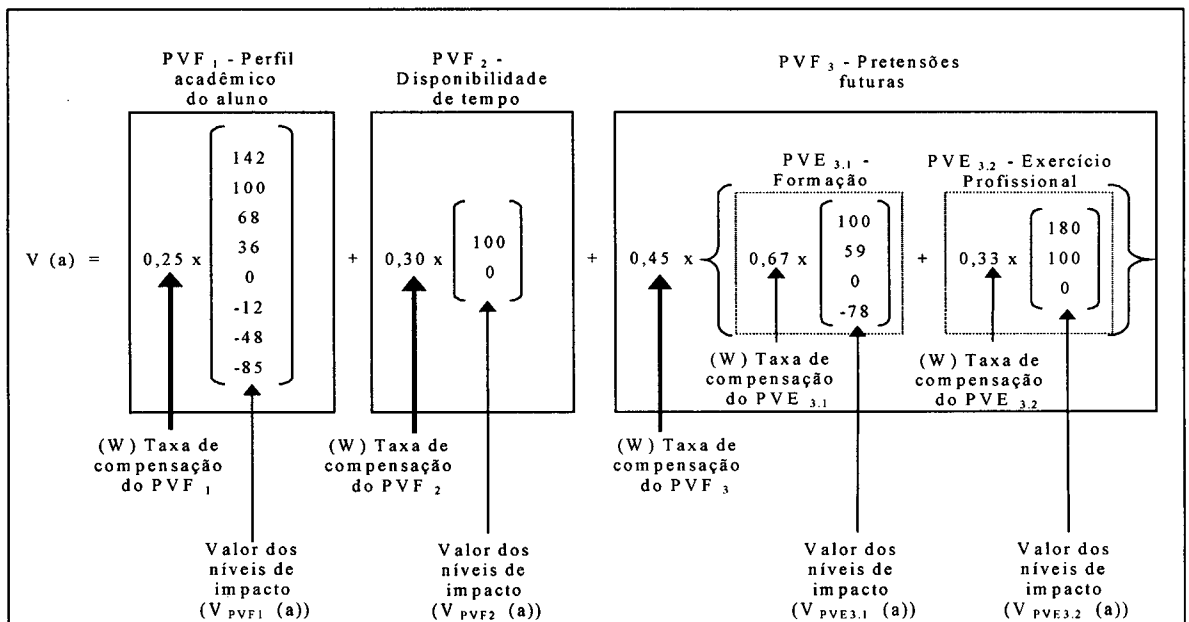 PVF 1 - Perfil
acadêmico
do aluno
PVF 2 -
Disponibilidade
de tempo
PVF 3 - Pretensões
futuras
PVE 3.1 -
Formação
PVE 3.2 - Exercício
Profissional
V (a) =
0,25 x
142
100
68
36
0
-12
-48
-85
+
0,30 x
100
0
+
0,45 x
0,67 x
100
59
0
-78
+
0,33 x
180
100
0
(W) Taxa de
compensação
do PVE 3.1
(W) Taxa de
compensação
do PVE 3.2
(W) Taxa de
compensação
do PVF 1
(W) Taxa de
compensação
do PVF 2
(W) Taxa de
compensação
do PVF 3
Valor dos
níveis de
impacto
(V PVF1 (a))
Valor dos
níveis de
impacto
(V PVF2 (a))
Valor dos
níveis de
impacto
(V PVE3.1 (a))
Valor dos
níveis de
impacto
(V PVE3.2 (a))